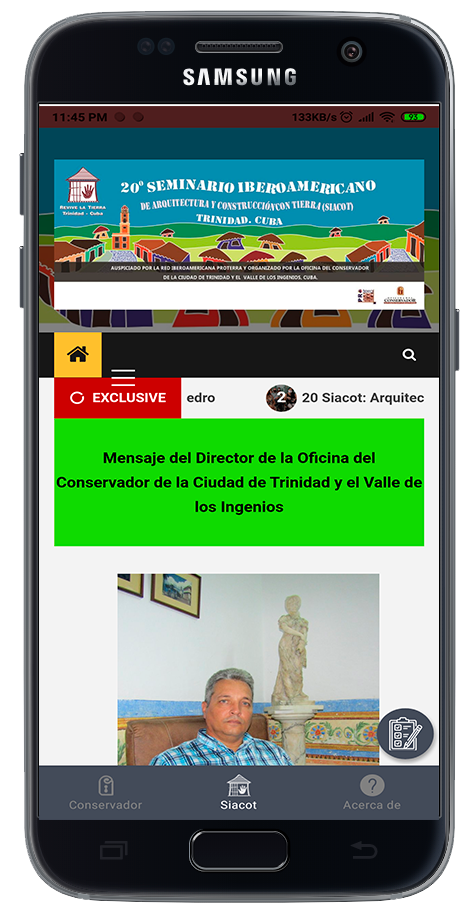 SAMSUNG
11:45 PM 133KB/s 93
20º SEMINARIO IBEROAMERICANO
DE ARQUITECTURA Y CONSTRUCCIÓNCON TIERRA (SIACOT)
TRINIDAD. CUBA
REVIVE LA TIERRA
Trinidad - Cuba
AUSPICIADO POR LA RED IBEROAMERICANA PROTERRA Y ORGANIZADO POR LA OFICINA DEL CONSERVADOR
DE LA CIUDAD DE TRINIDAD Y EL VALLE DE LOS INGENIOS, CUBA.
CONSERVADOR
EXCLUSIVE edro 2 20 Siacot: Arquitec
Mensaje del Director de la Oficina del
Conservador de la Ciudad de Trinidad y el Valle de
los Ingenios
Conservador Siacot Acerca de